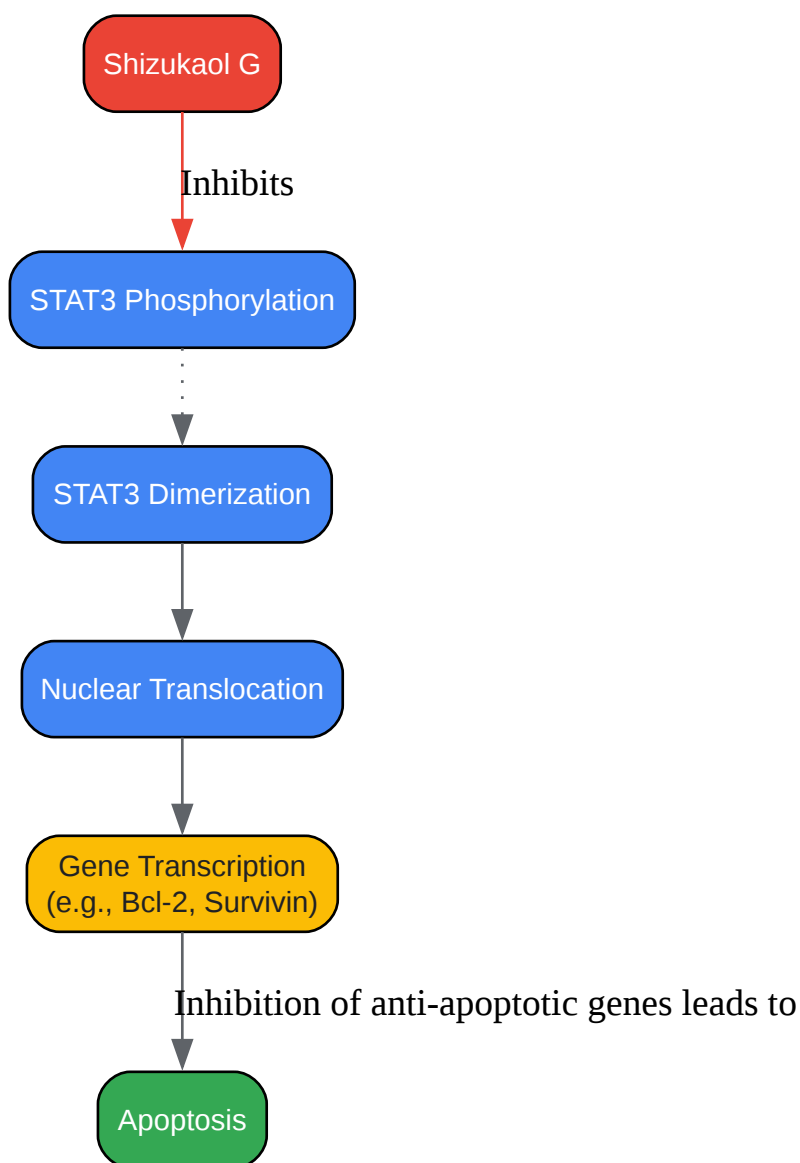 Shizukaol G
Inhibits
STAT3 Phosphorylation
STAT3 Dimerization
Nuclear Translocation
Gene Transcription
(e.g., Bcl-2, Survivin)
Inhibition of anti-apoptotic genes leads to
Apoptosis